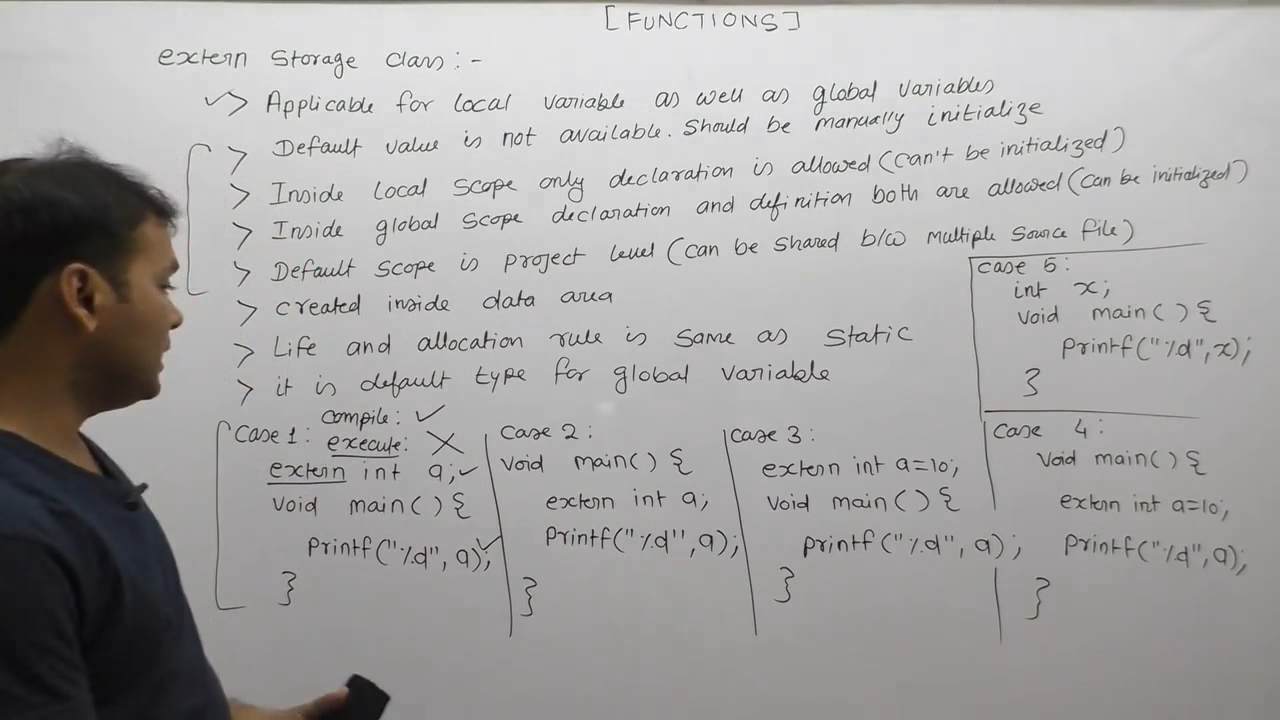 [FUNCTIONS]
extern Storage class:-
> Applicable for local variable as well as global variables
> Default value is not available. Should be manually initialize
> Inside local scope only declaration is allowed (can't be initialized)
> Inside global scope declaration and definition both are allowed (can be initialized)
> Default scope is project level (can be shared b/w multiple source file)
> created inside data area
> Life and allocation rule is same as static
> it is default type for global variable
Case 5:
int x;
void main() {
printf("%d", x);
}
Case 1: compile: ✓
execute: X
extern int a; ✓
void main() {
printf("%d", a);
}
Case 2:
void main() {
extern int a;
printf("%d", a);
}
Case 3:
extern int a=10;
void main() {
printf("%d", a);
}
Case 4:
void main() {
extern int a=10;
printf("%d", a);
}